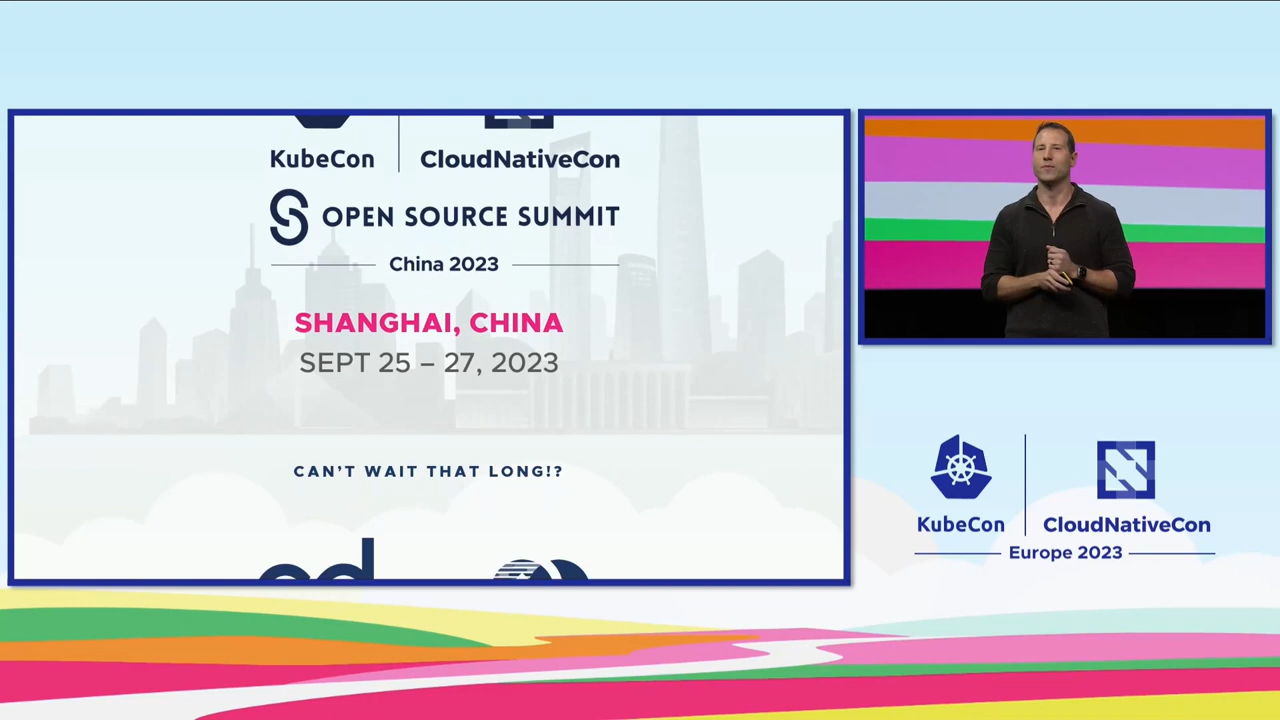 KubeCon
CloudNativeCon
OPEN SOURCE SUMMIT
China 2023
SHANGHAI, CHINA
SEPT 25 – 27, 2023
CAN'T WAIT THAT LONG!?
cd
KubeCon
CloudNativeCon
Europe 2023